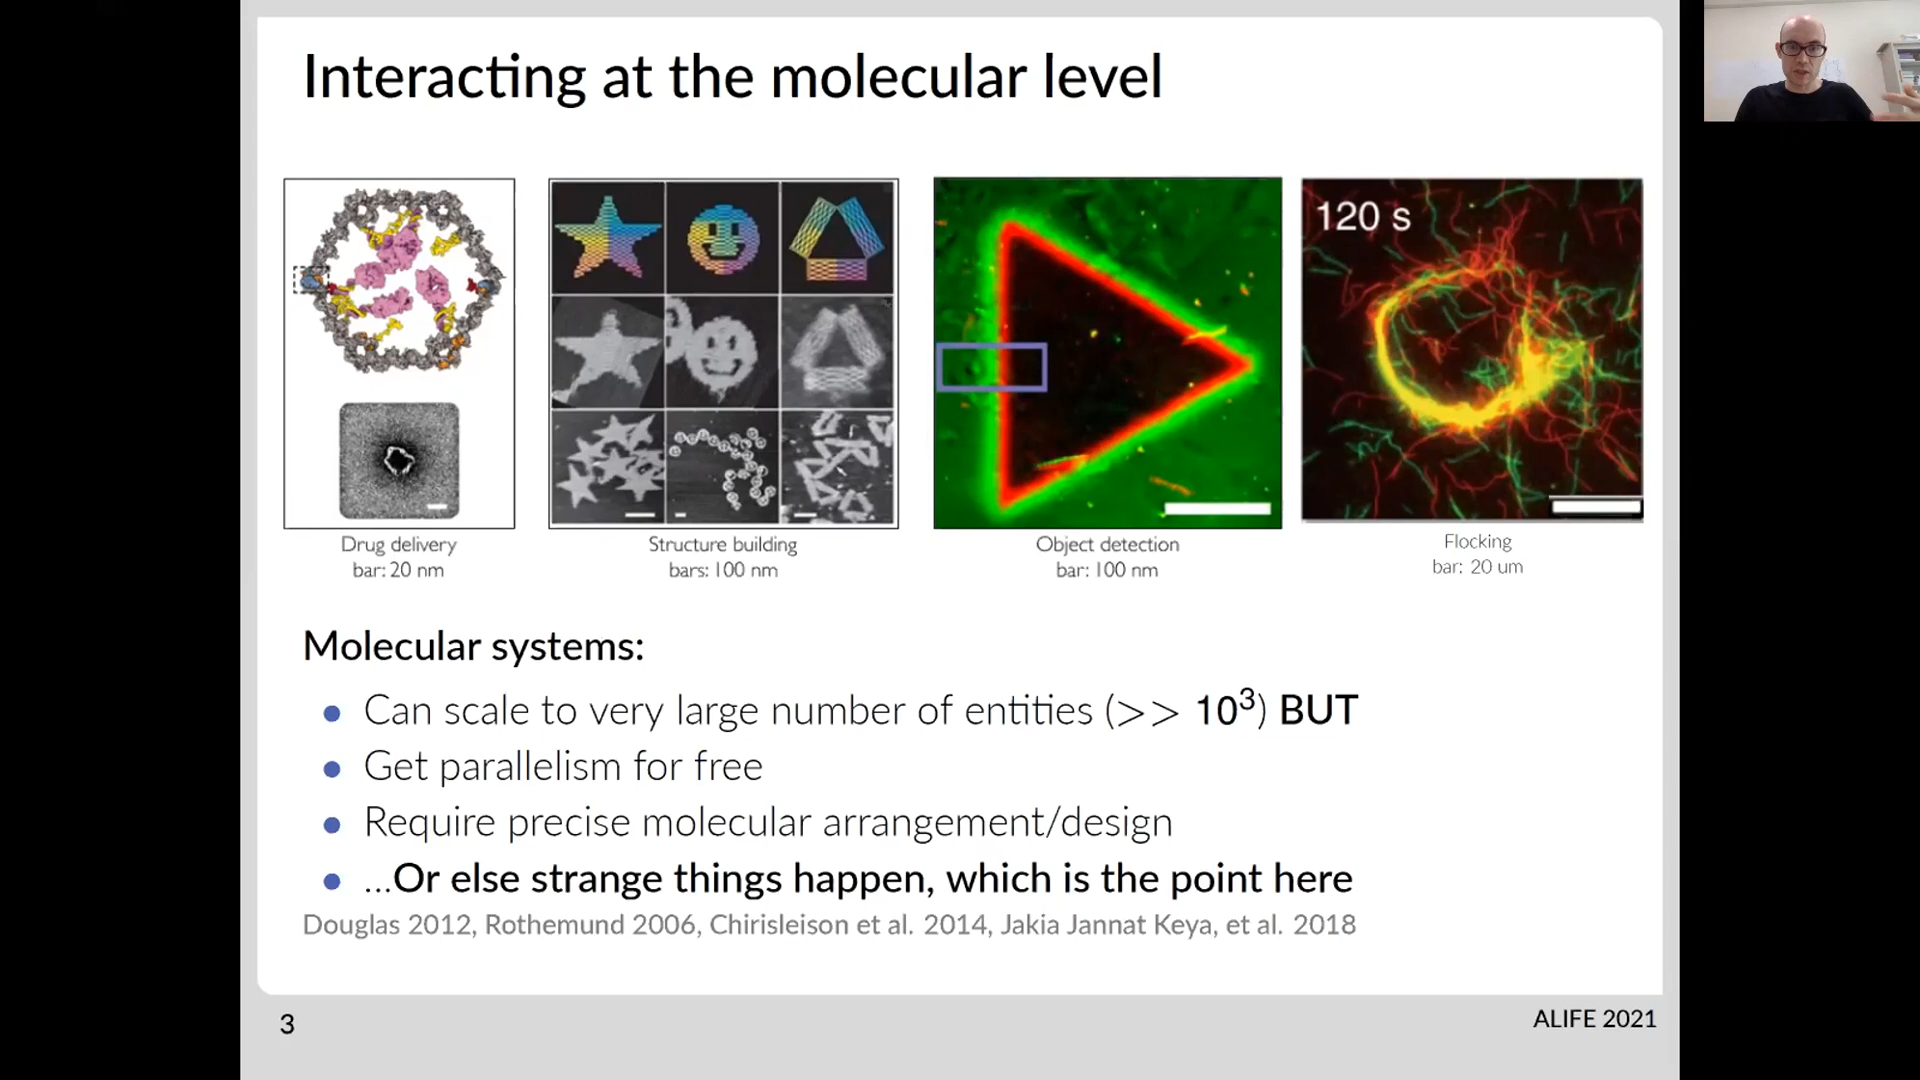 Interacting at the molecular level
120 s
Drug delivery
bar: 20 nm
Structure building
bars: 100 nm
Object detection
bar: 100 nm
Flocking
bar: 20 um
Molecular systems:
• Can scale to very large number of entities (>> 10³) BUT
• Get parallelism for free
• Require precise molecular arrangement/design
• ...Or else strange things happen, which is the point here
Douglas 2012, Rothemund 2006, Chirisleison et al. 2014, Jakia Jannat Keya, et al. 2018
3
ALIFE 2021